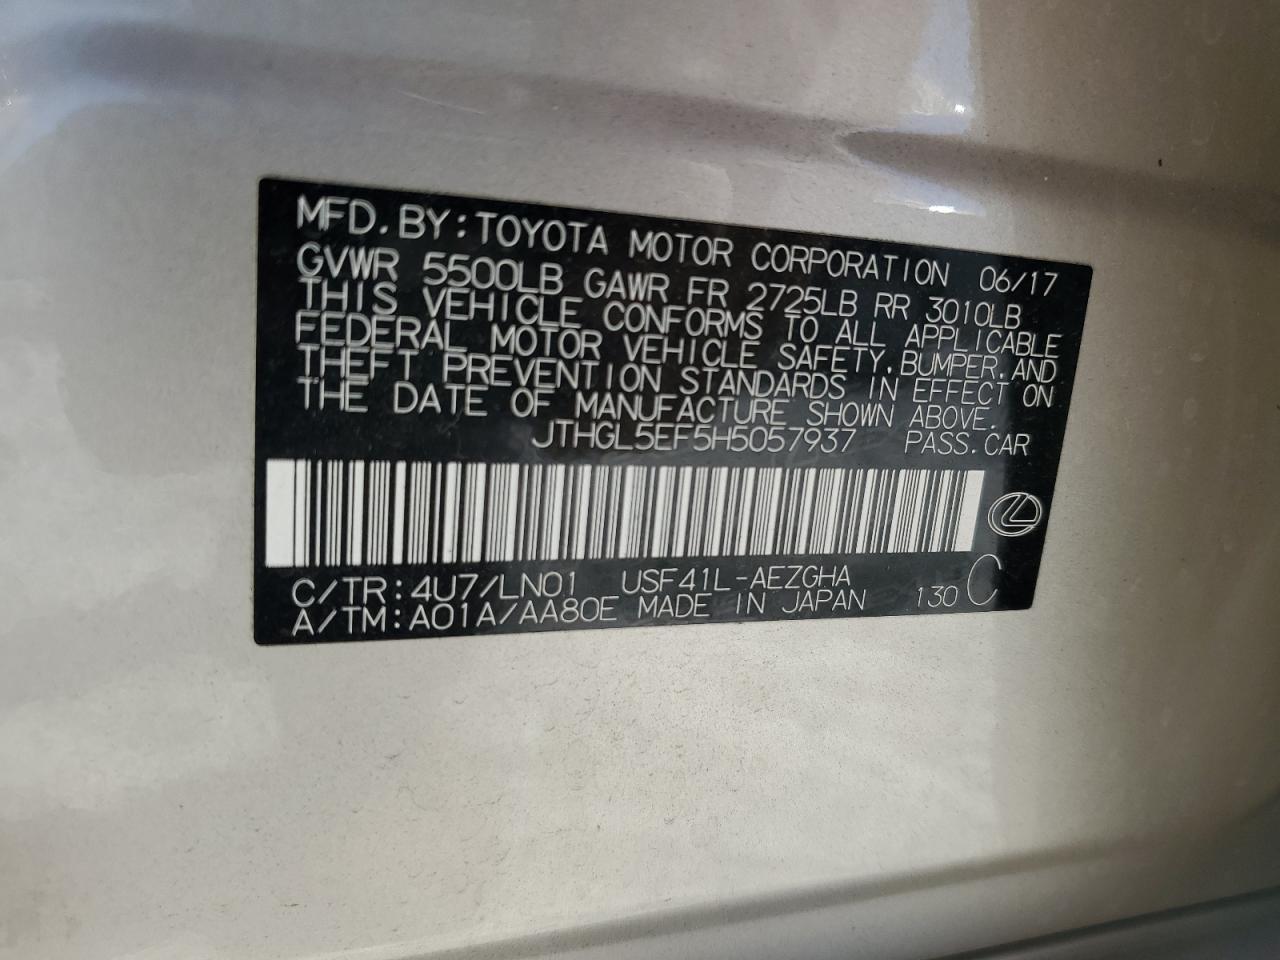 MFD. BY: TOYOTA MOTOR CORPORATION 06/17
GVWR 5500LB GAWR FR 2725LB RR 3010LB
THIS VEHICLE CONFORMS TO ALL APPLICABLE
FEDERAL MOTOR VEHICLE SAFETY, BUMPER, AND
THEFT PREVENTION STANDARDS IN EFFECT ON
THE DATE OF MANUFACTURE SHOWN ABOVE.
JTHGL5EF5H5057937 PASS. CAR
C/TR: 4U7/LN01 USF41L-AEZGHA
A/TM: A01A/AA80E MADE IN JAPAN 130 C